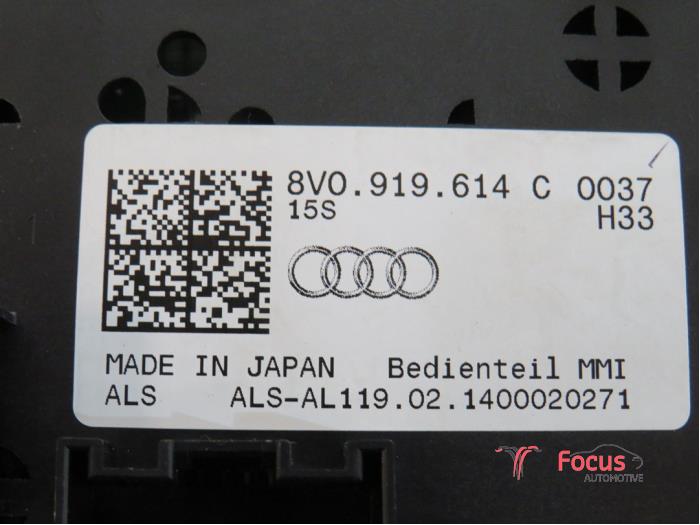 8V0.919.614 C 0037
15S H33
MADE IN JAPAN Bedienteil MMI
ALS ALS-AL119.02.1400020271
Focus
AUTOMOTIVE